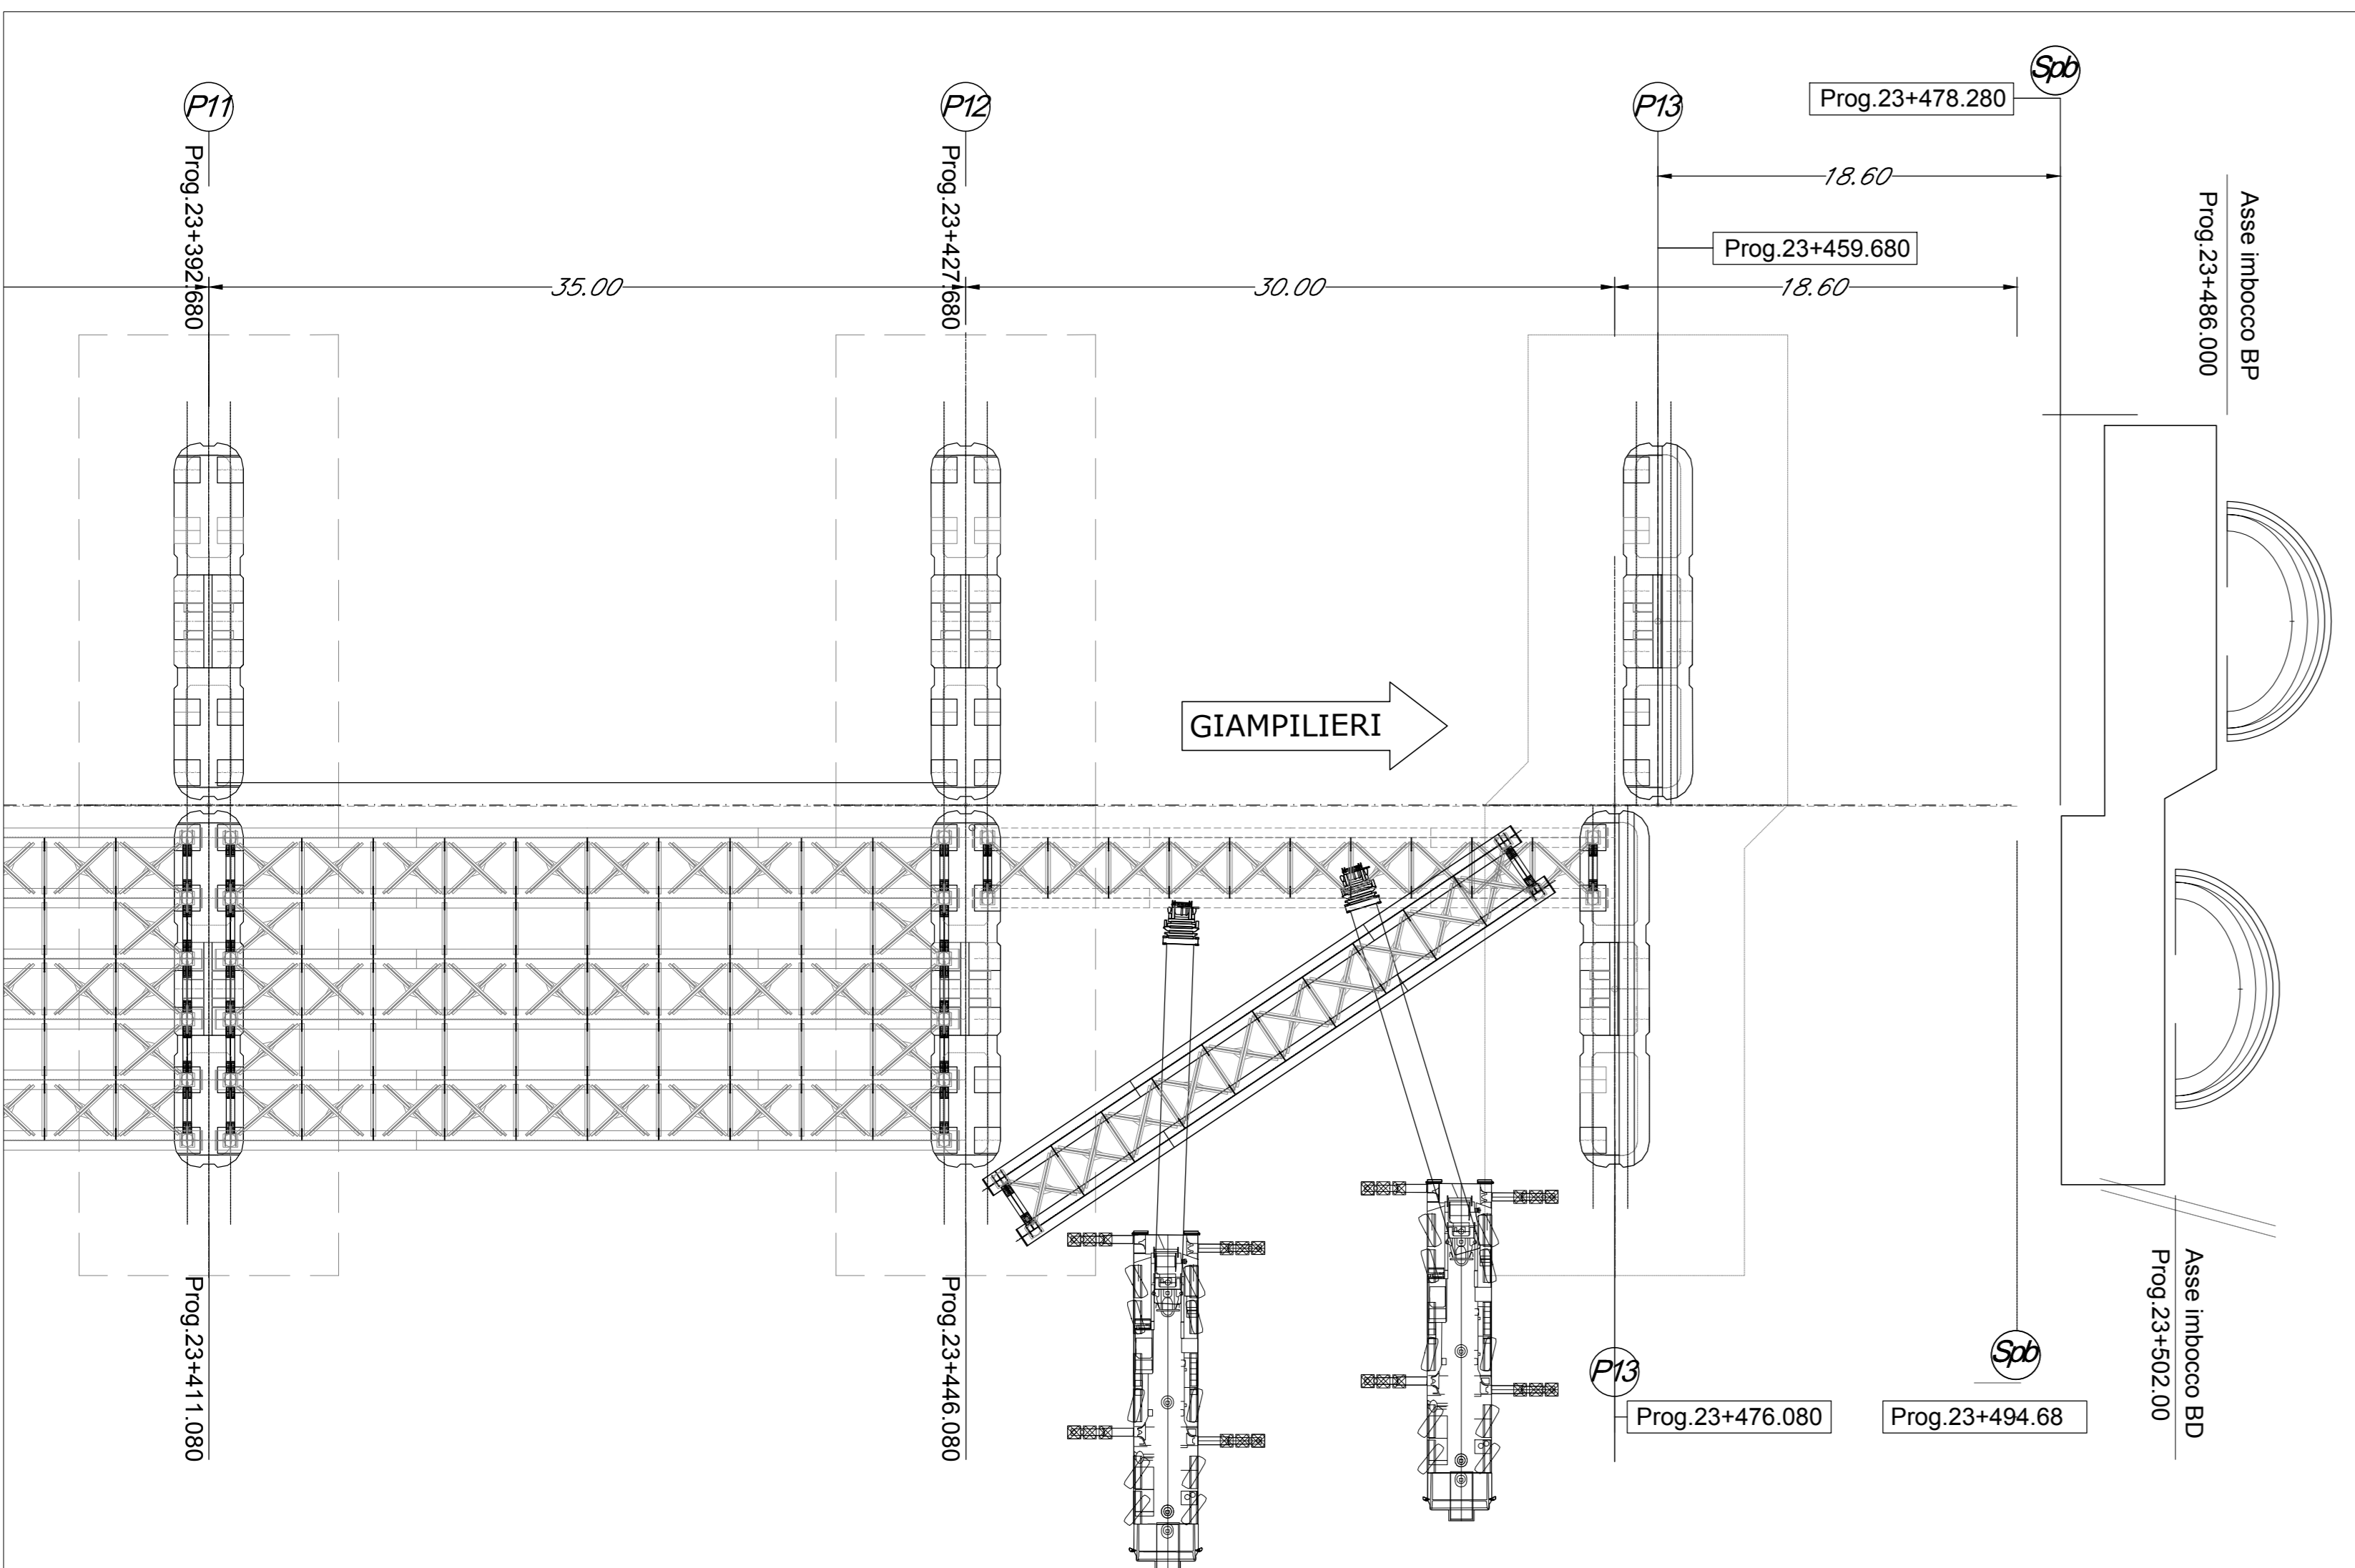 Spb
Prog.23+478.280
P11
P12
P13
Prog.23+392.680
Prog.23+427.680
18.60
Asse imbocco BP
Prog.23+486.000
Prog.23+459.680
35.00
30.00
18.60
GIAMPILIERI
Prog.23+411.080
Prog.23+446.080
P13
Prog.23+476.080
Spb
Prog.23+494.68
Asse imbocco BD
Prog.23+502.00